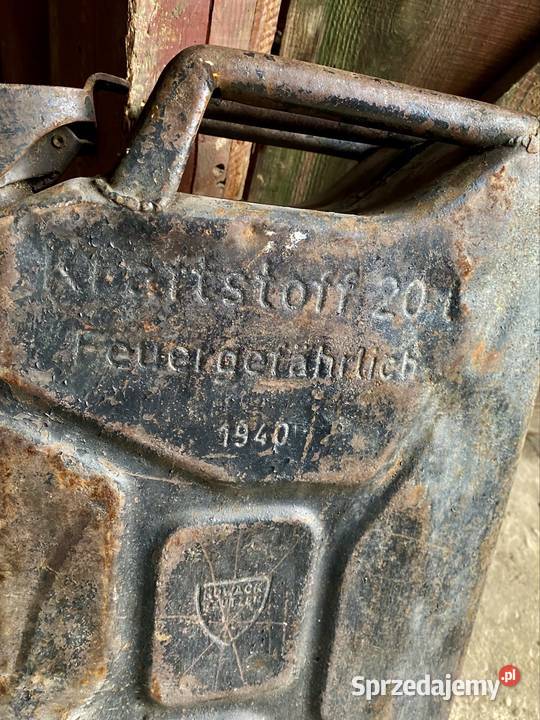 Kraftstoff 20 l
Feuergefährlich
1940
Sprzedajemy.pl